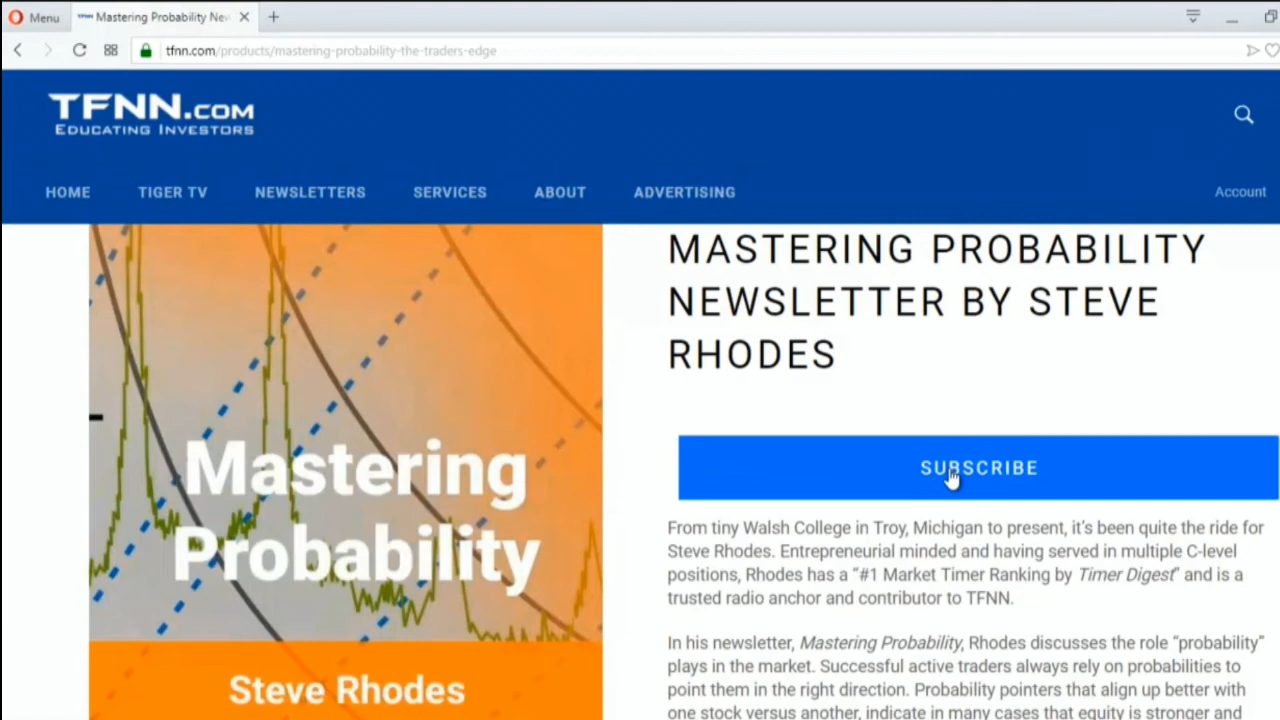 Menu
Mastering Probability Nev
tfnn.com/products/mastering-probability-the-traders-edge
TFNN.COM
EDUCATING INVESTORS
HOME TIGER TV NEWSLETTERS SERVICES ABOUT ADVERTISING
Account
MASTERING PROBABILITY
NEWSLETTER BY STEVE
RHODES
SUBSCRIBE
Mastering
Probability
Steve Rhodes
From tiny Walsh College in Troy, Michigan to present, it's been quite the ride for
Steve Rhodes. Entrepreneurial minded and having served in multiple C-level
positions, Rhodes has a “#1 Market Timer Ranking by Timer Digest” and is a
trusted radio anchor and contributor to TFNN.
In his newsletter, Mastering Probability, Rhodes discusses the role “probability”
plays in the market. Successful active traders always rely on probabilities to
point them in the right direction. Probability pointers that align up better with
one stock versus another, indicate in many cases that equity is stronger and